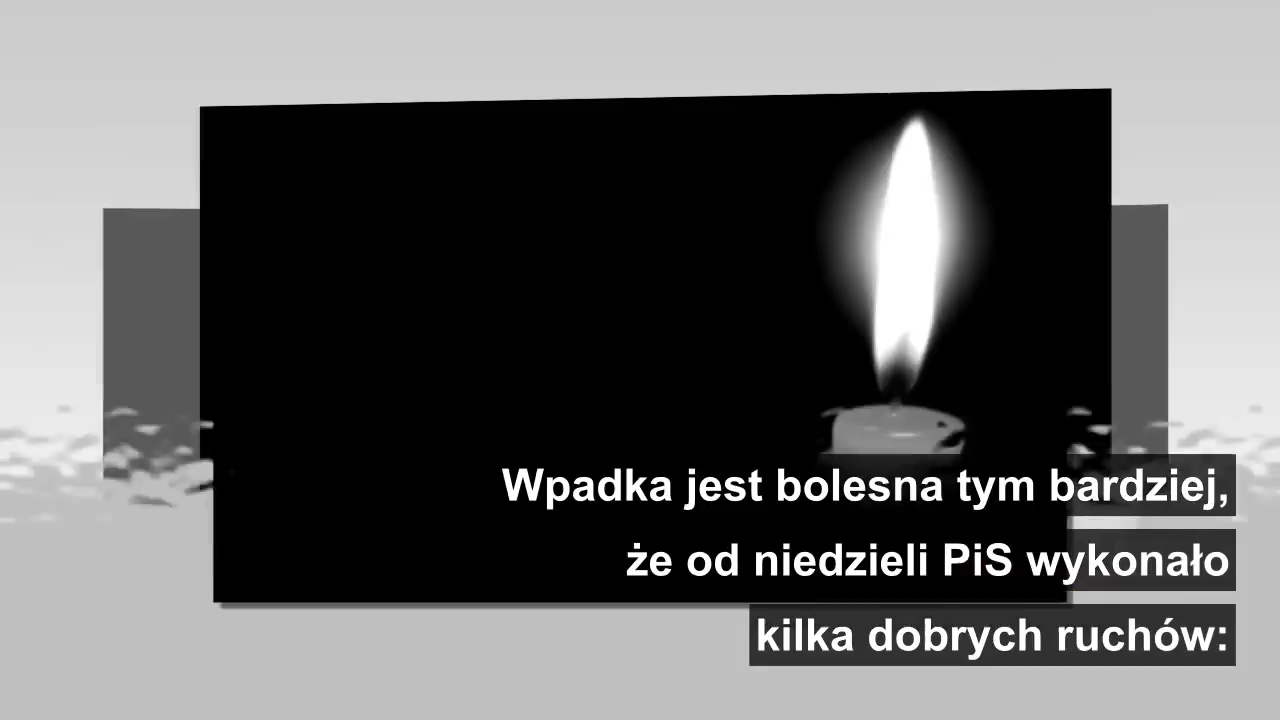 Wpadka jest bolesna tym bardziej,
że od niedzieli PiS wykonało
kilka dobrych ruchów: